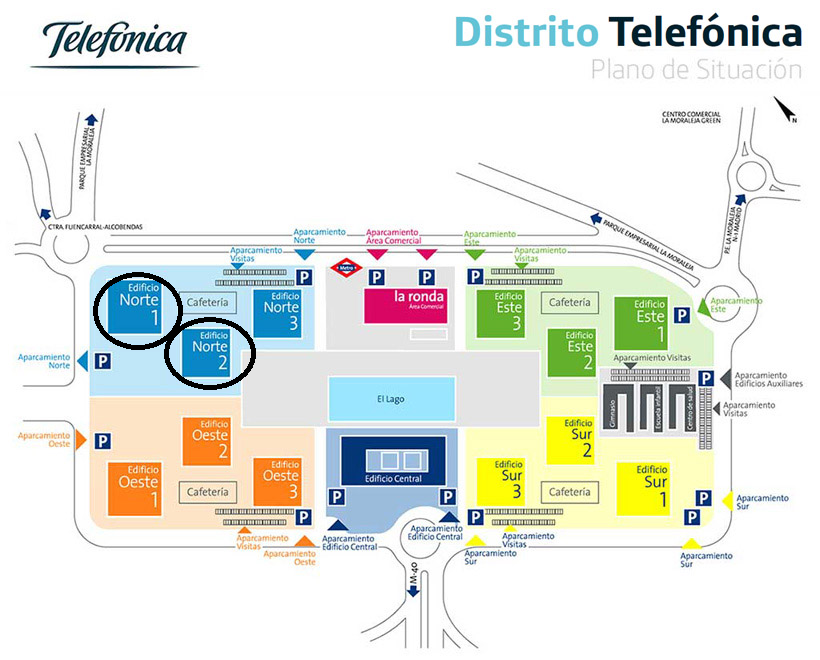 Telefónica
Distrito Telefónica
Plano de Situación
N
CENTRO COMERCIAL
LA MORALEJA GREEN
PARQUE EMPRESARIAL
LA MORALEJA
CTRA. FUENCARRAL-ALCOBENDAS
PARQUE EMPRESARIAL LA MORALEJA
P.E. LA MORALEJA
N-I MADRID
Aparcamiento
Norte
Aparcamiento
Área Comercial
Aparcamiento
Este
Aparcamiento
Visitas
Aparcamiento
Visitas
Metro
P
P
P
P
Edificio
Norte
1
Cafetería
Edificio
Norte
3
la ronda
Área Comercial
Edificio
Este
3
Cafetería
Edificio
Este
1
P
Aparcamiento
Este
Edificio
Norte
2
Edificio
Este
2
Aparcamiento
Norte
P
Aparcamiento Visitas
P
Aparcamiento
Edificios Auxiliares
Aparcamiento
Visitas
Gimnasio
Escuela Infantil
Centro de salud
El Lago
Aparcamiento
Oeste
P
Edificio
Oeste
2
Edificio
Sur
2
Edificio
Oeste
1
Cafetería
Edificio
Oeste
3
Edificio Central
Edificio
Sur
3
Cafetería
Edificio
Sur
1
P
P
P
P
P
P
Aparcamiento
Sur
Aparcamiento
Visitas
Aparcamiento
Oeste
Aparcamiento
Edificio Central
Aparcamiento
Edificio Central
Aparcamiento
Sur
Aparcamiento
Visitas
Aparcamiento
Sur
M-40